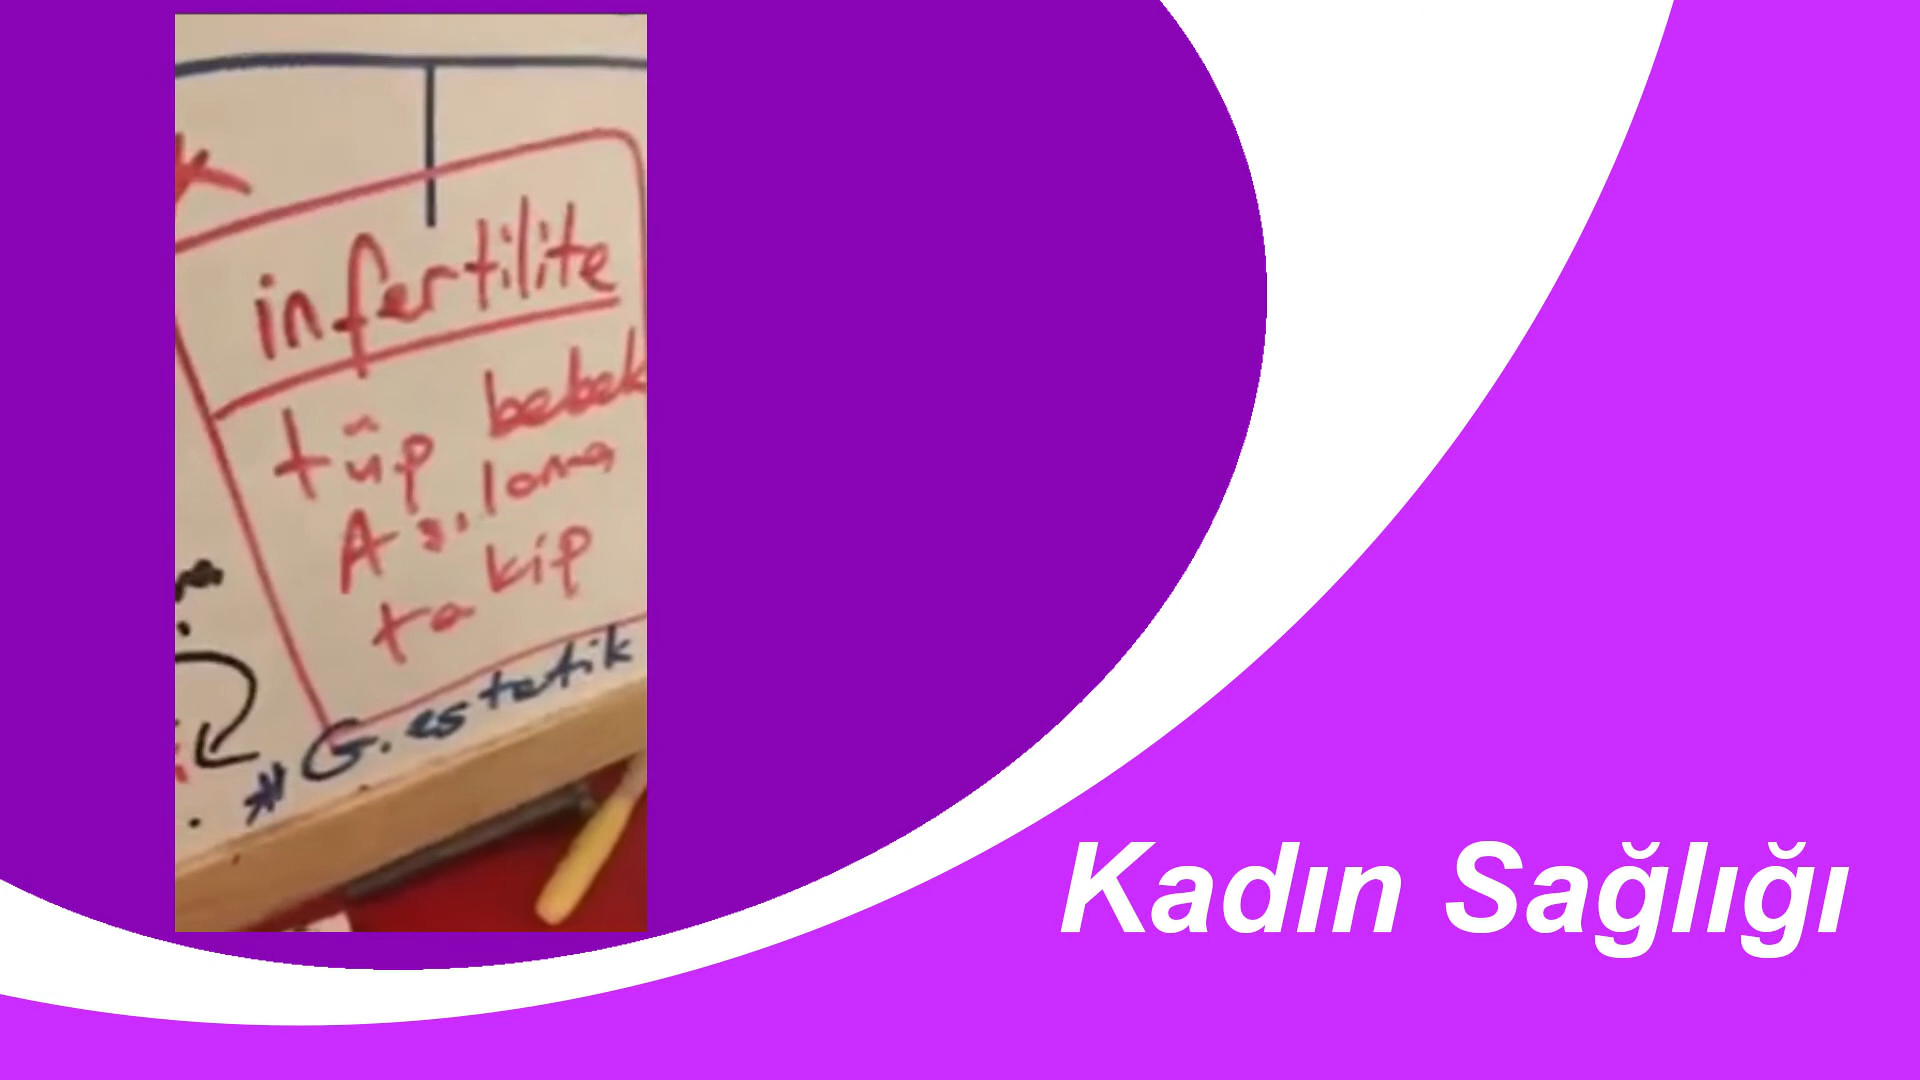 infertilite
tüp bebek
Aşılama
takip
* G. estetik
Kadın Sağlığı